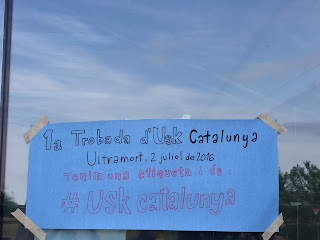 1a Trobada d'Usk Catalunya
Ultramort, 2 juliol de 2016
Tenim una etiqueta i és:
# Usk catalunya